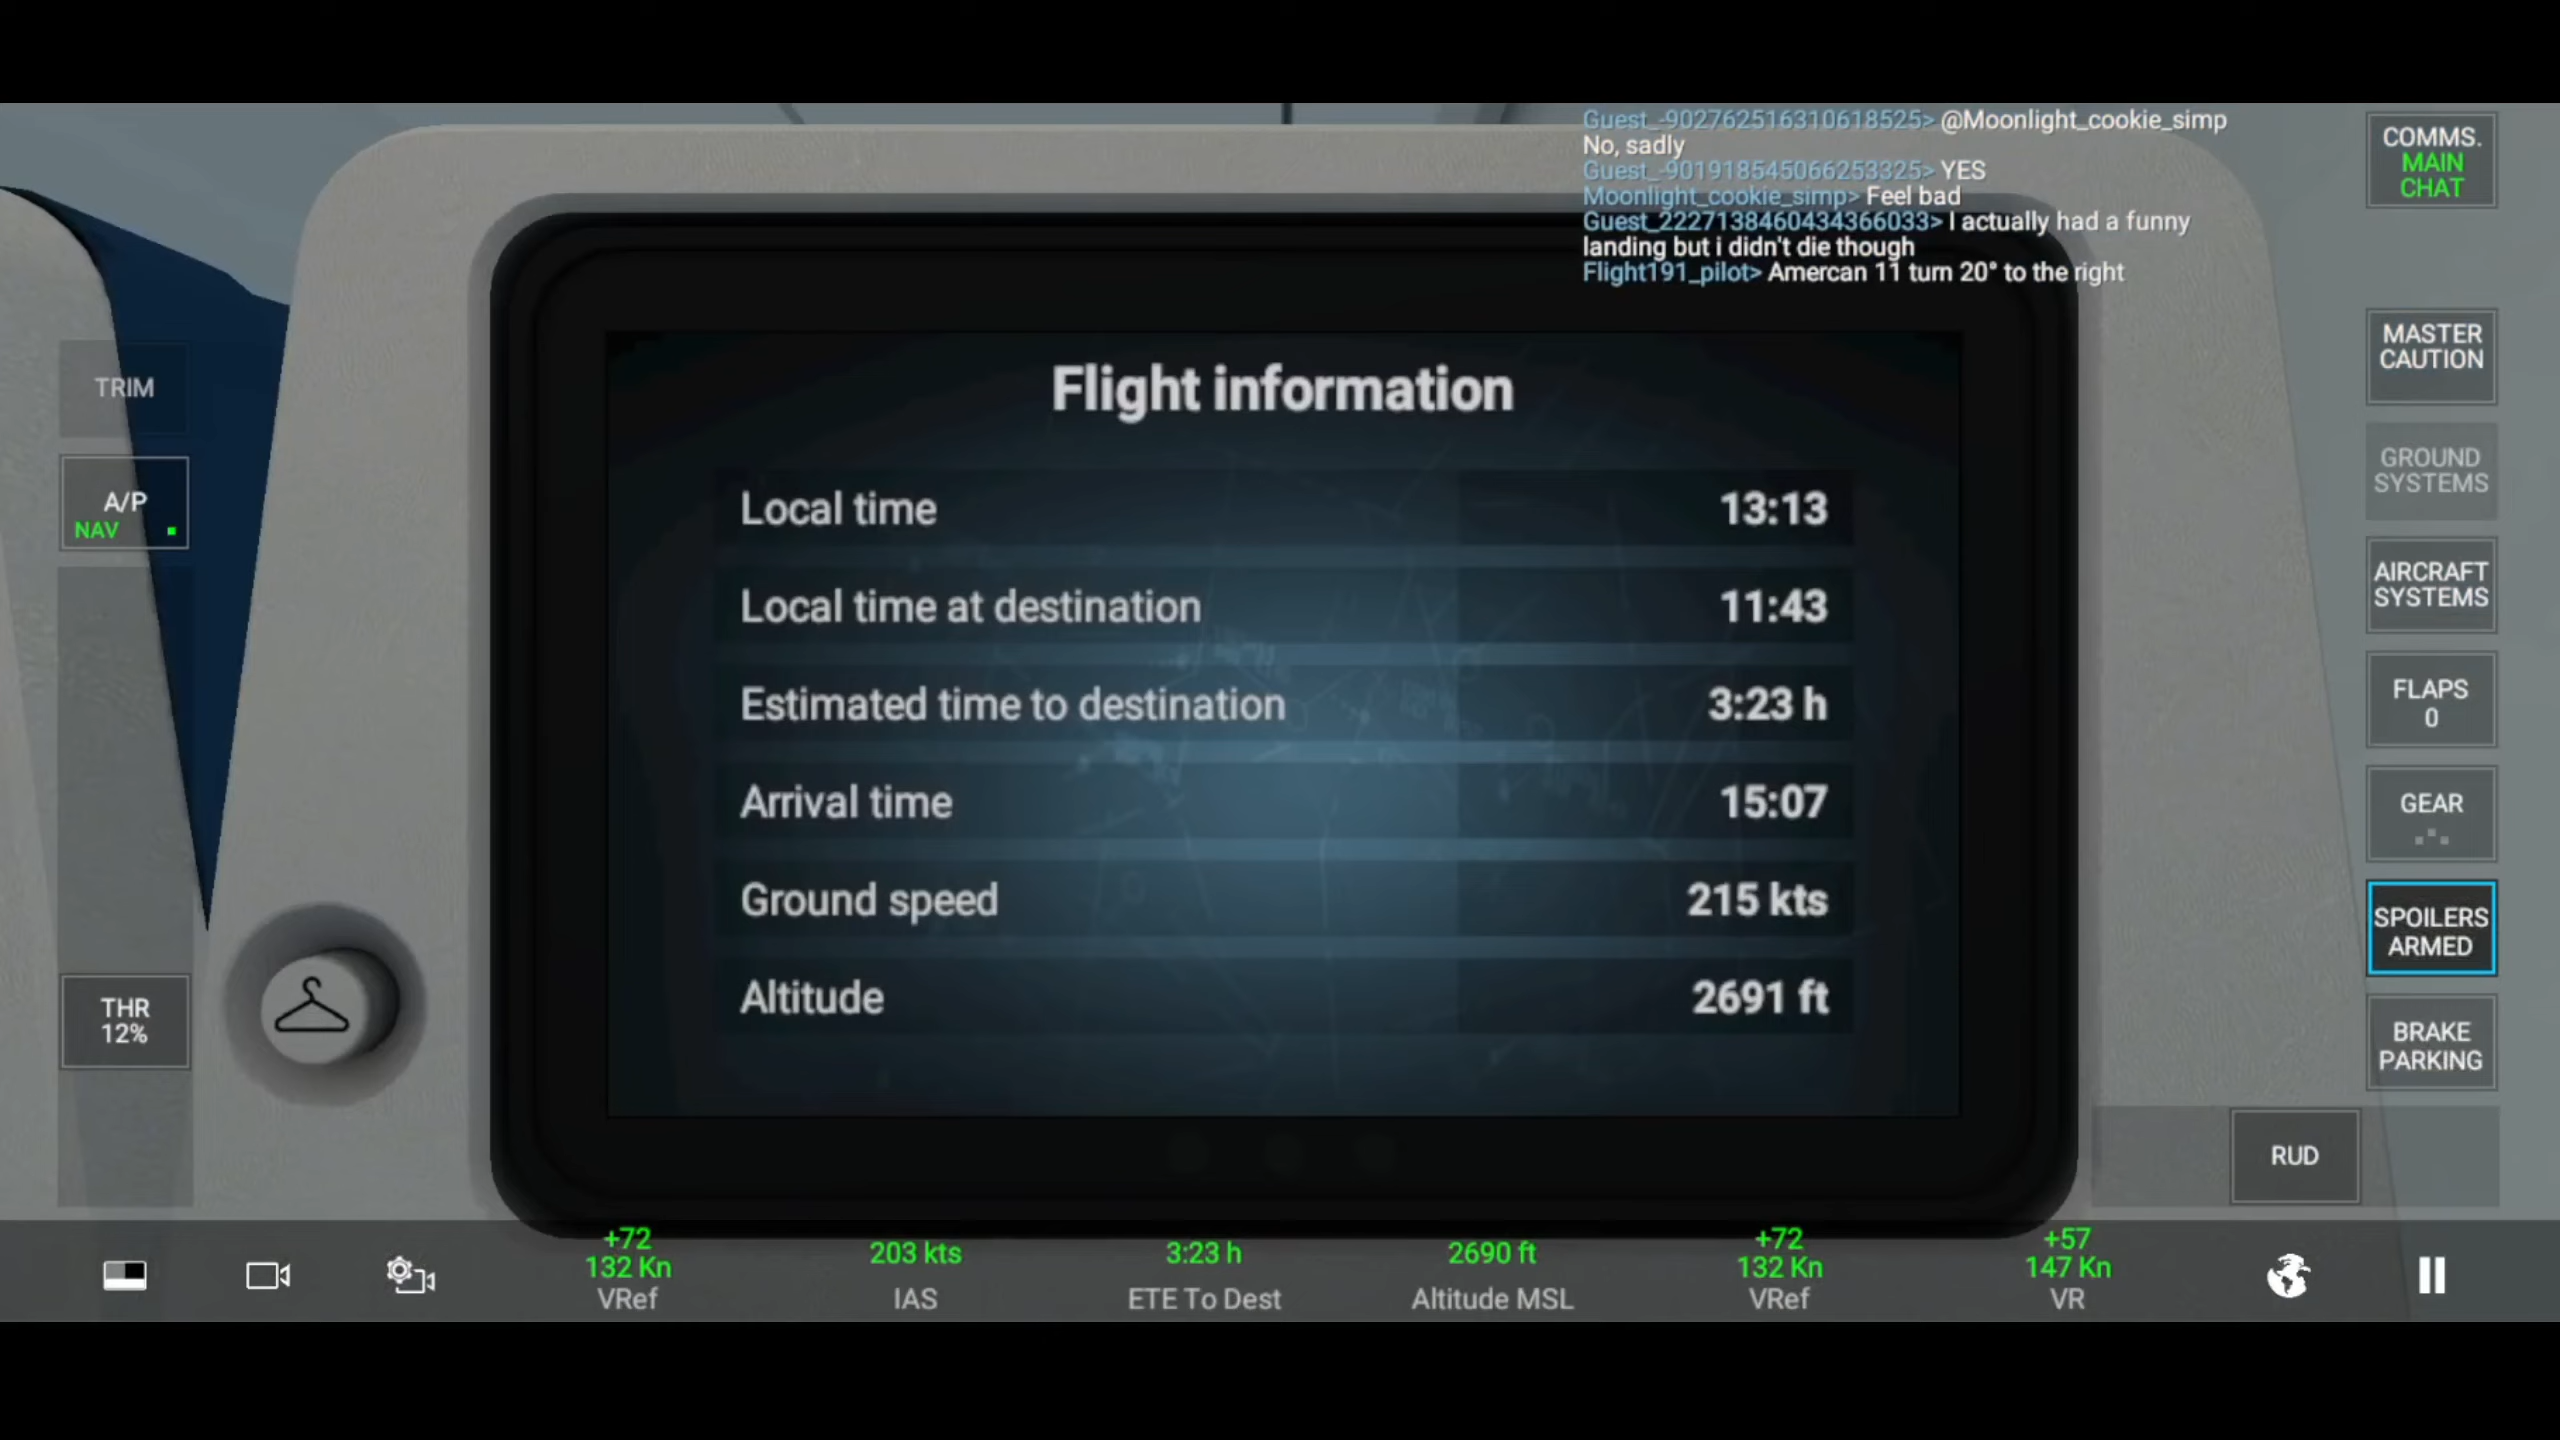 Guest_-902762516310618525> @Moonlight_cookie_simp
No, sadly
Guest_-901918545066253325> YES
Moonlight_cookie_simp> Feel bad
Guest_2227138460434366033> I actually had a funny
landing but i didn't die though
Flight191_pilot> Amercan 11 turn 20° to the right
COMMS.
MAIN
CHAT
MASTER
CAUTION
GROUND
SYSTEMS
AIRCRAFT
SYSTEMS
FLAPS
0
GEAR
SPOILERS
ARMED
BRAKE
PARKING
RUD
TRIM
A/P
NAV
THR
12%
Flight information
Local time 13:13
Local time at destination 11:43
Estimated time to destination 3:23 h
Arrival time 15:07
Ground speed 215 kts
Altitude 2691 ft
+72
132 Kn
VRef
203 kts
IAS
3:23 h
ETE To Dest
2690 ft
Altitude MSL
+72
132 Kn
VRef
+57
147 Kn
VR